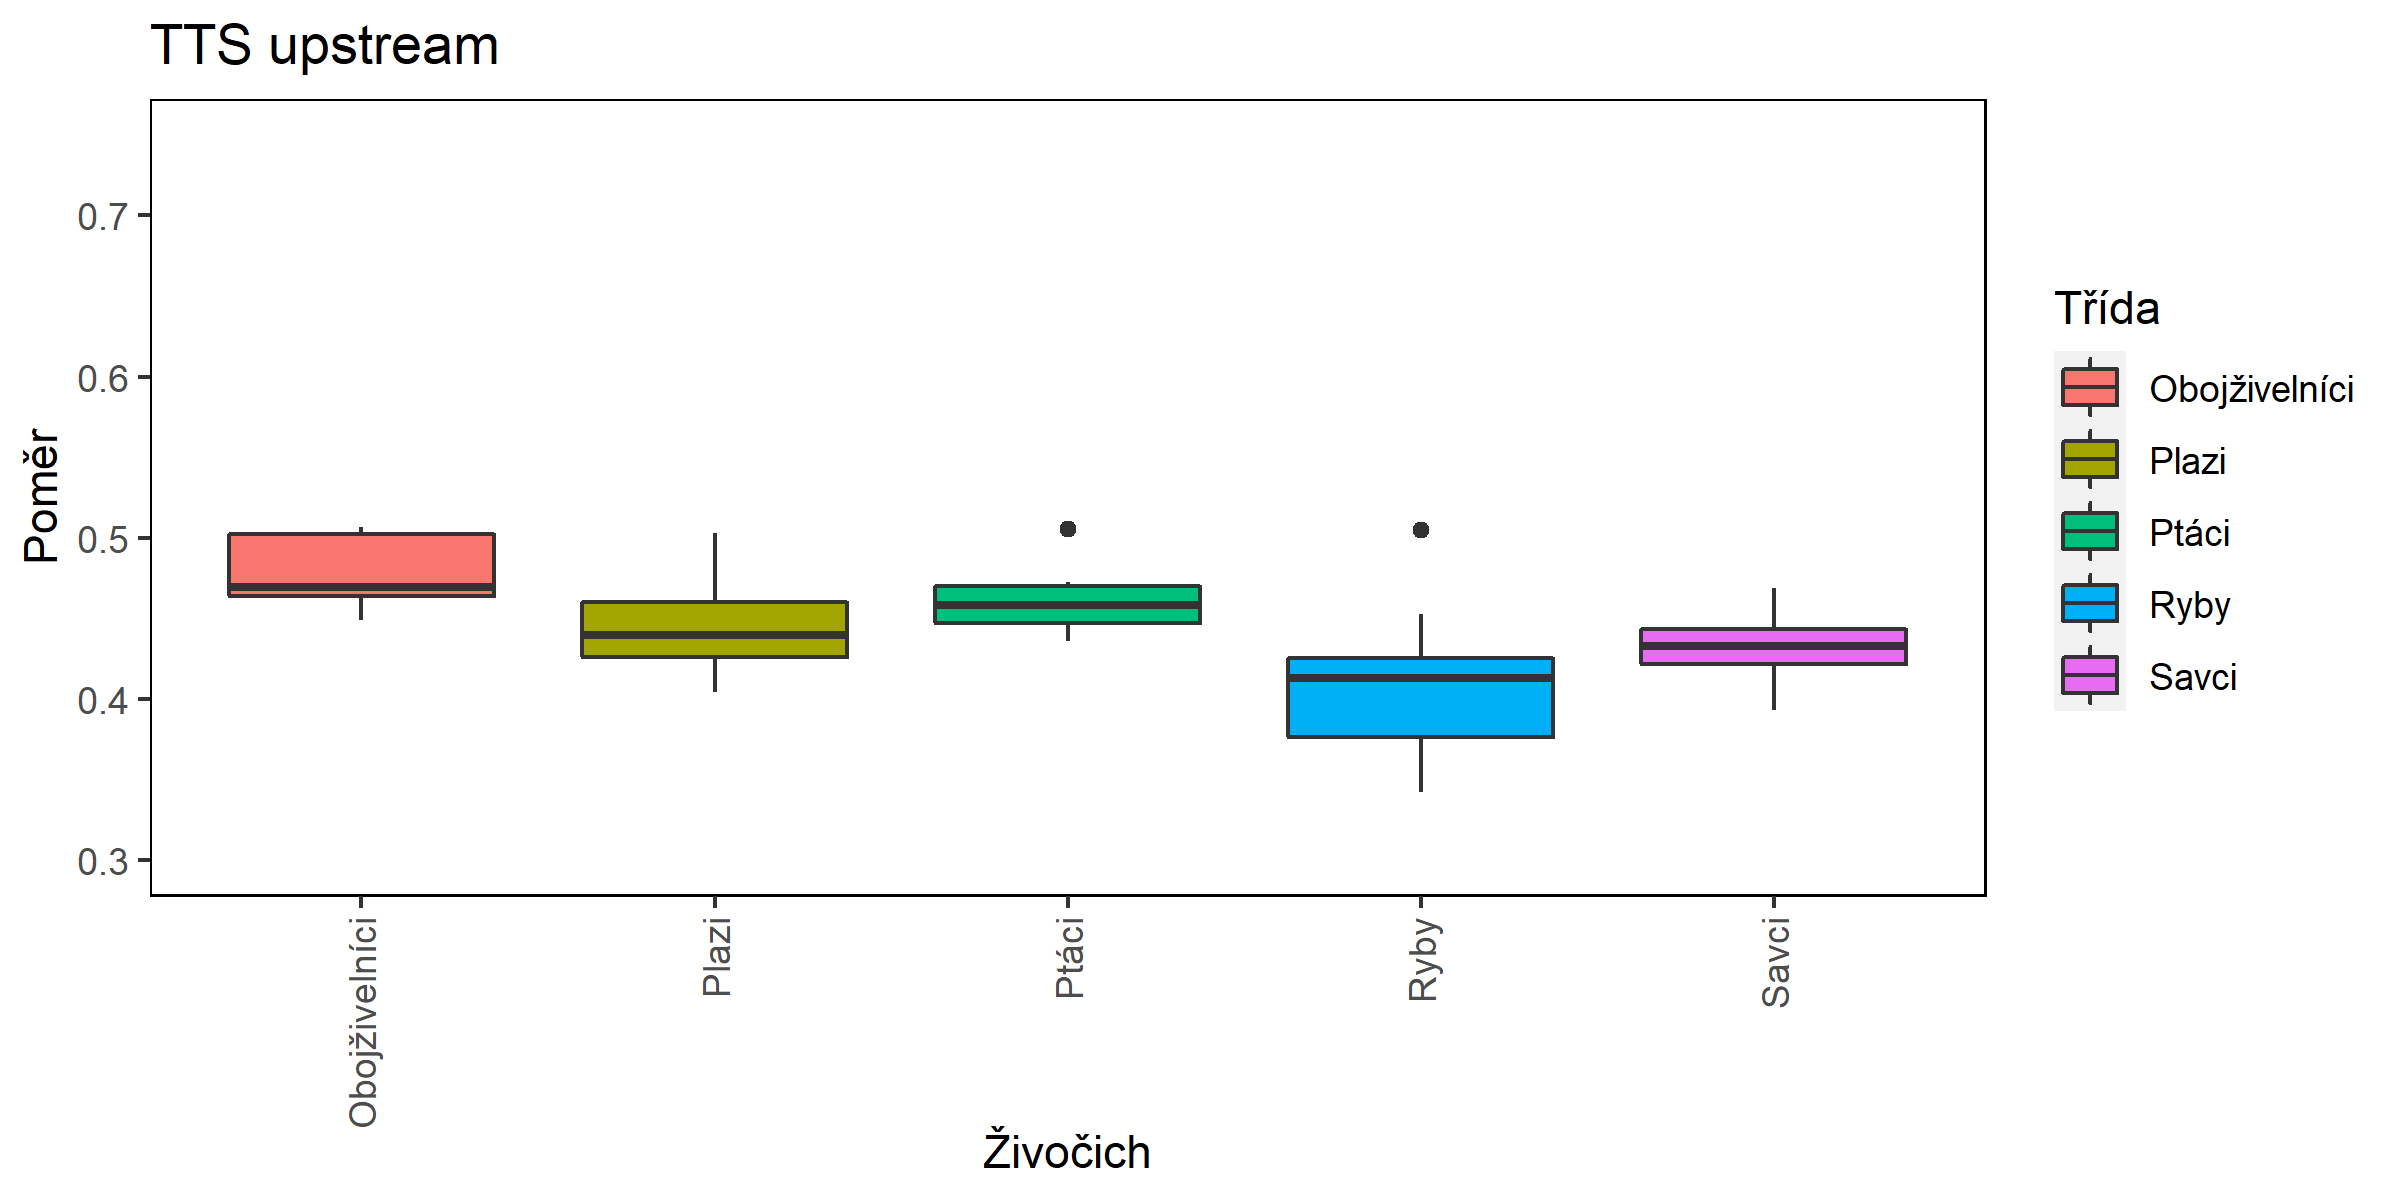 TTS upstream
Poměr
0.7
0.6
0.5
0.4
0.3
Obojživelníci
Plazi
Ptáci
Ryby
Savci
Živočich
Třída
Obojživelníci
Plazi
Ptáci
Ryby
Savci